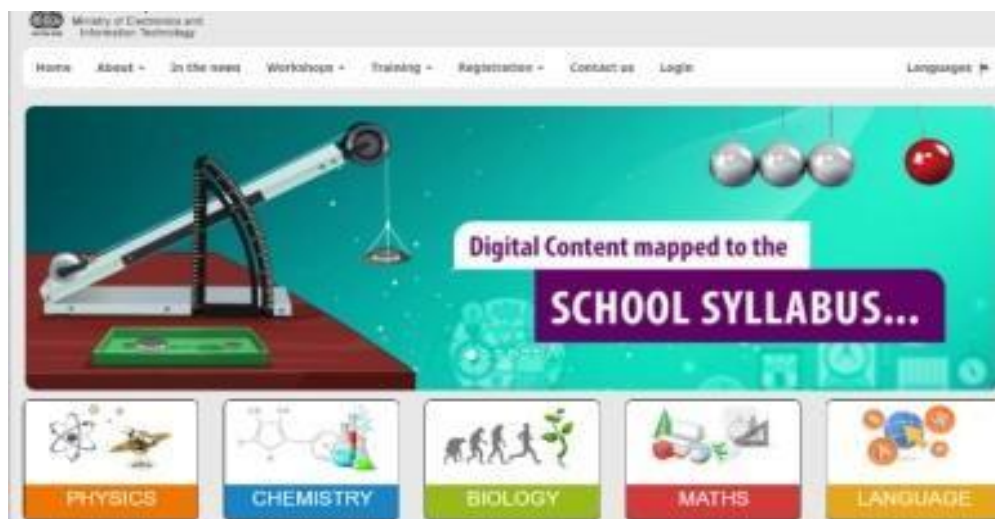 Ministry of Electronics and
Information Technology
Home About In the news Workshops Training Registration Contact us Login Languages
Digital Content mapped to the
SCHOOL SYLLABUS...
PHYSICS CHEMISTRY BIOLOGY MATHS LANGUAGE